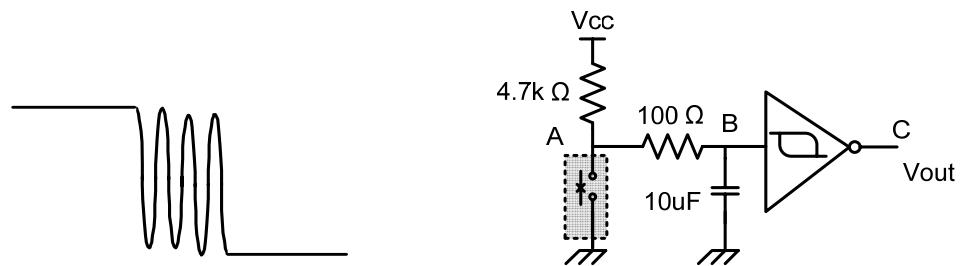 Vcc
4.7k Ω
100 Ω
A
B
C
Vout
10uF